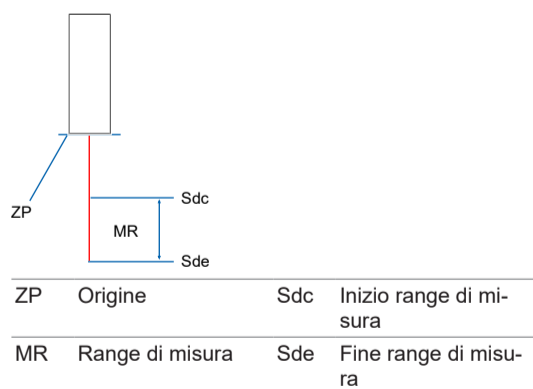 Sdc
ZP
MR
Sde
ZP Origine Sdc Inizio range di mi-
sura
MR Range di misura Sde Fine range di misu-
ra